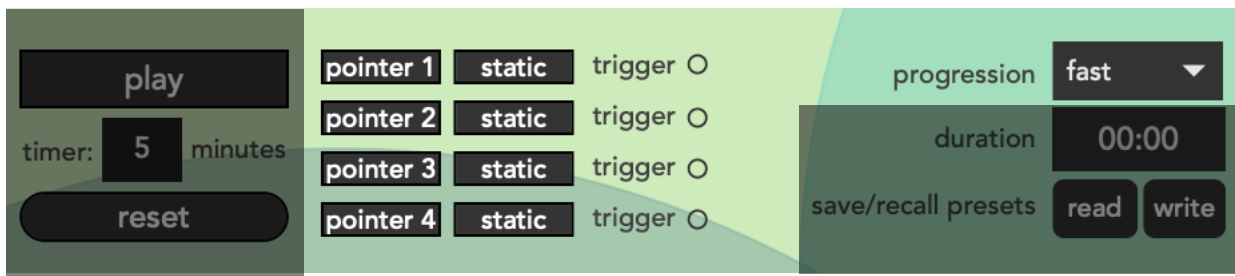 play
timer: 5 minutes
reset
pointer 1 static trigger
pointer 2 static trigger
pointer 3 static trigger
pointer 4 static trigger
progression fast
duration 00:00
save/recall presets read write